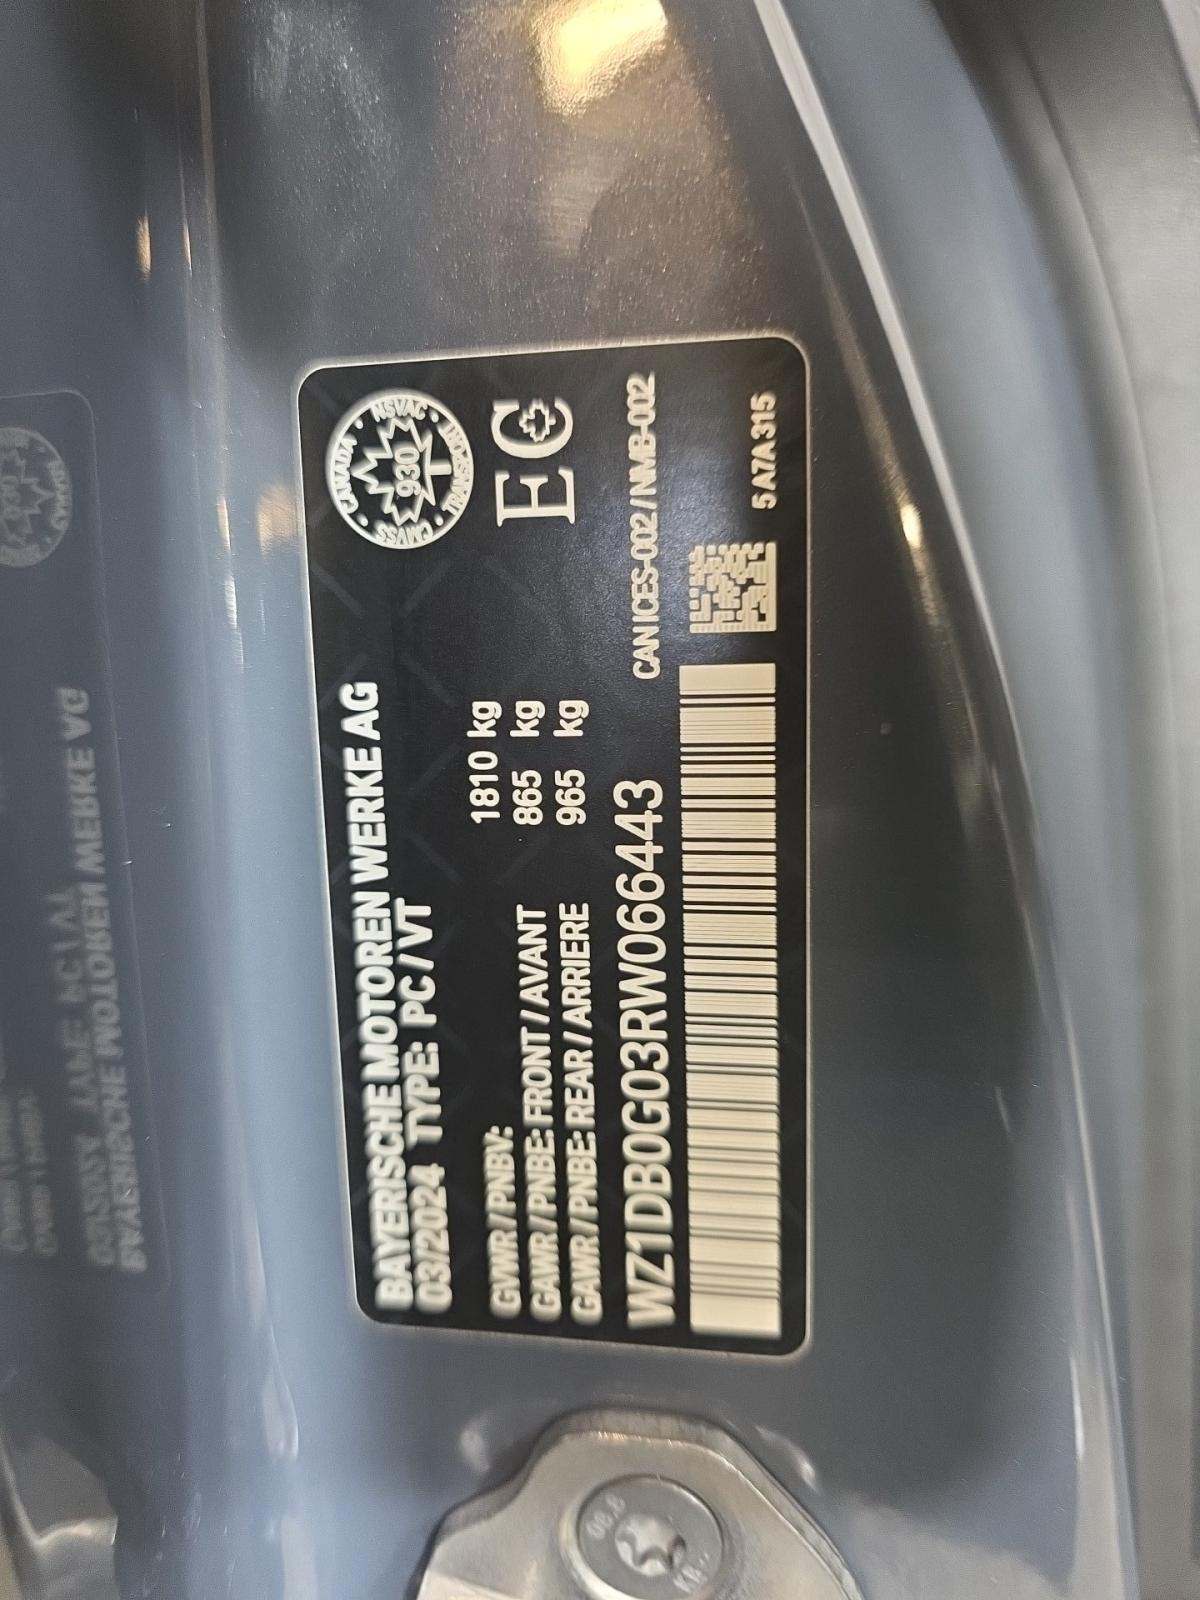 BAYERISCHE MOTOREN WERKE AG
03/2024 TYPE: PC/VT
GVWR/PNBV: 1810 kg
GAWR/PNBE: FRONT/AVANT 865 kg
GAWR/PNBE: REAR/ARRIERE 965 kg
WZ1DB0G03RW066443
CANADA · NSVAC · TRANSPORT · CMVSS ·
930
EC
CAN ICES-002/NMB-002
5A7A315